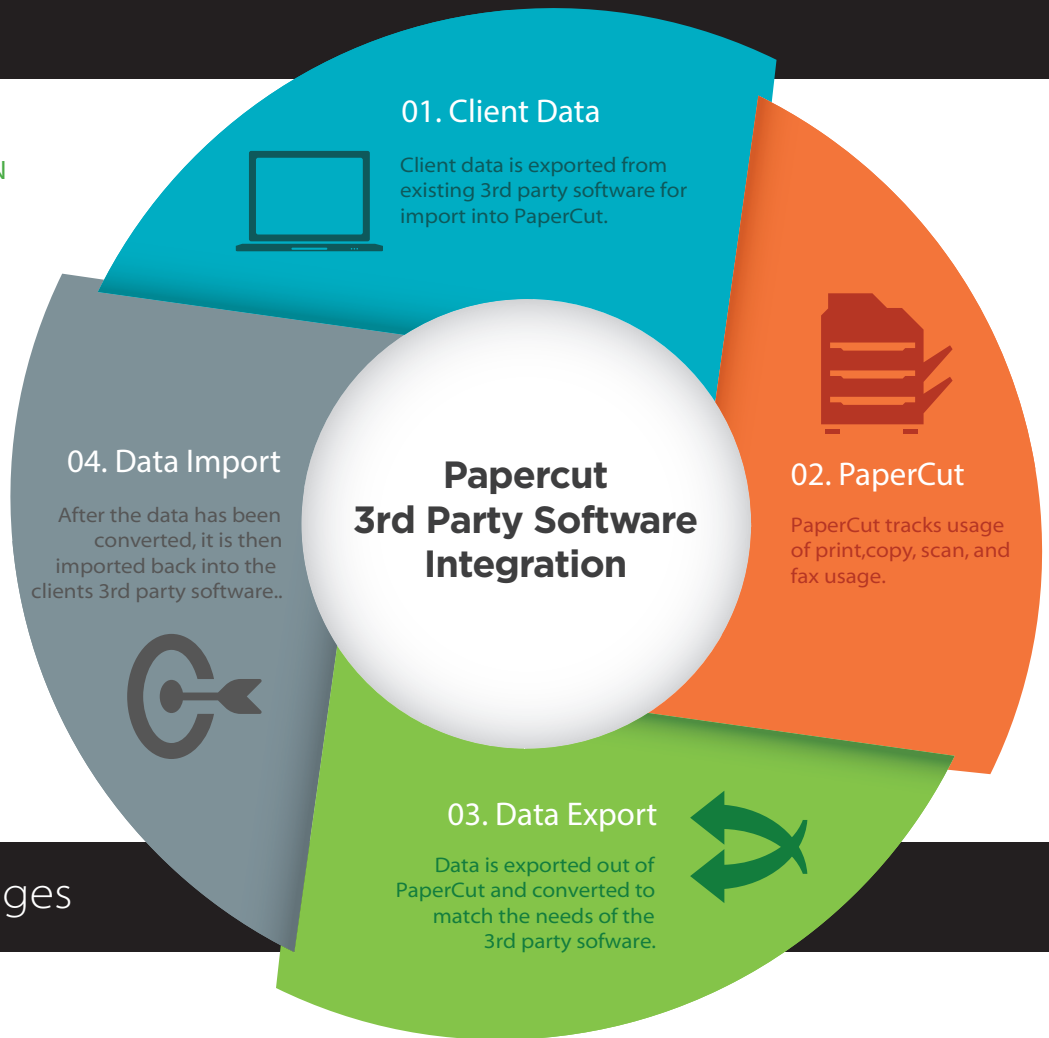 N
01. Client Data
Client data is exported from
existing 3rd party software for
import into PaperCut.
02. PaperCut
PaperCut tracks usage
of print,copy, scan, and
fax usage.
Papercut
3rd Party Software
Integration
04. Data Import
After the data has been
converted, it is then
imported back into the
clients 3rd party software..
03. Data Export
Data is exported out of
PaperCut and converted to
match the needs of the
3rd party sofware.
ges